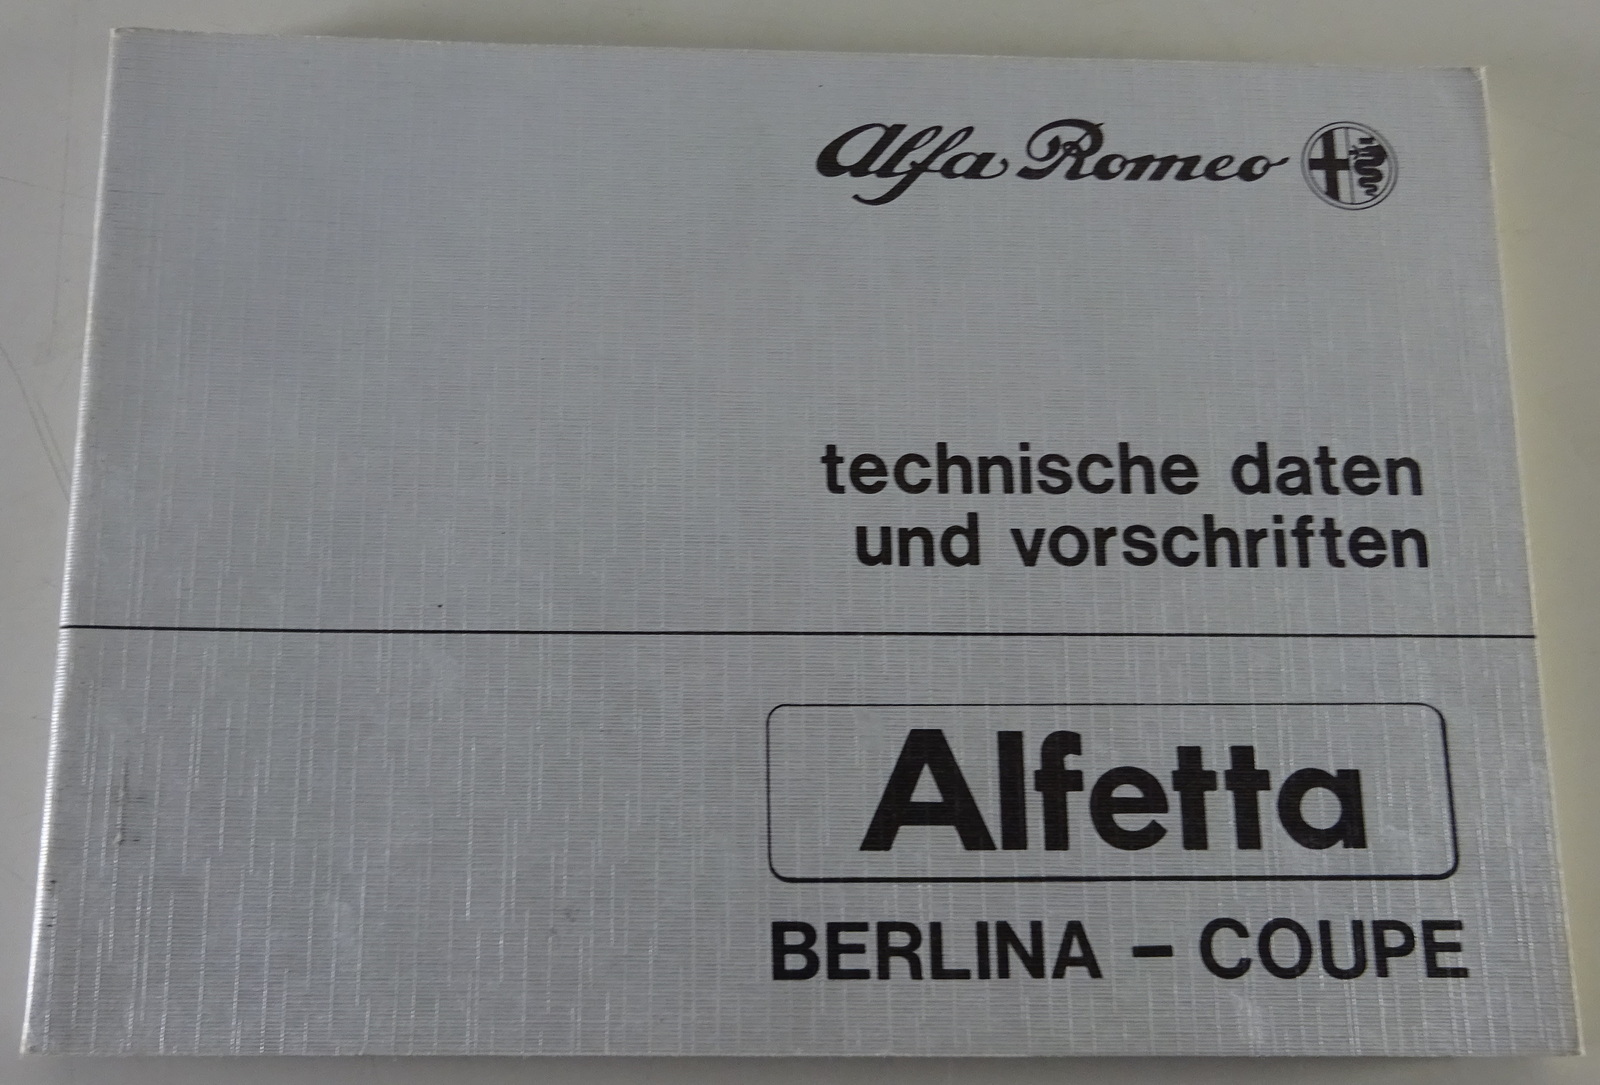 Alfa Romeo
technische daten
und vorschriften
Alfetta
BERLINA - COUPE